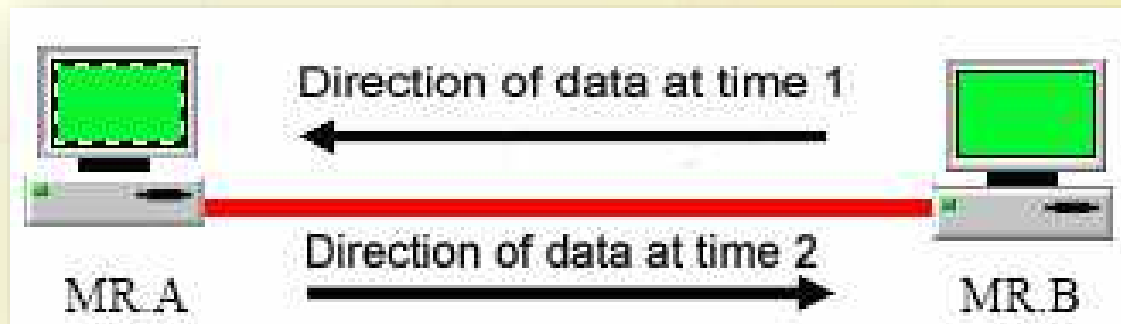 Direction of data at time 1
Direction of data at time 2
MR.A
MR.B